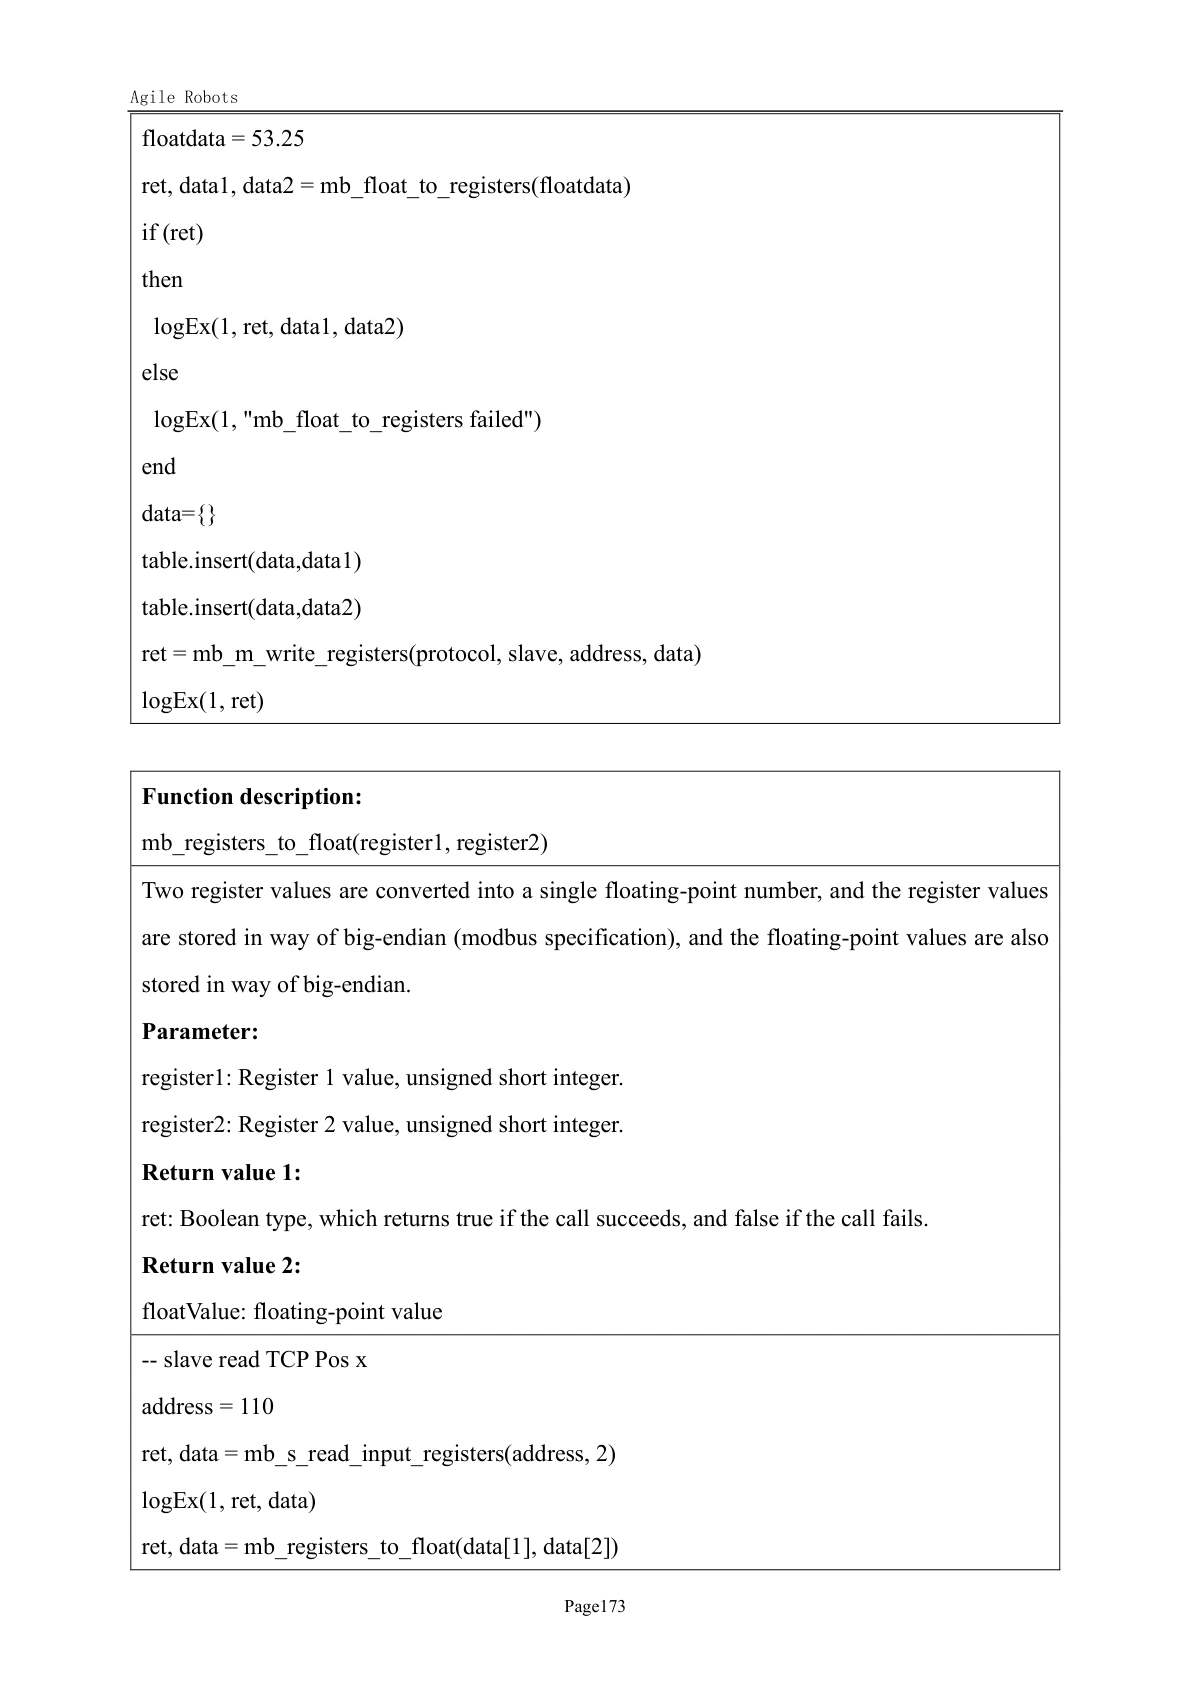 Agile Robots
floatdata = 53.25
ret, data1, data2 = mb_float_to_registers(floatdata)
if (ret)
then
  logEx(1, ret, data1, data2)
else
  logEx(1, "mb_float_to_registers failed")
end
data={}
table.insert(data,data1)
table.insert(data,data2)
ret = mb_m_write_registers(protocol, slave, address, data)
logEx(1, ret)
Function description:
mb_registers_to_float(register1, register2)
Two register values are converted into a single floating-point number, and the register values
are stored in way of big-endian (modbus specification), and the floating-point values are also
stored in way of big-endian.
Parameter:
register1: Register 1 value, unsigned short integer.
register2: Register 2 value, unsigned short integer.
Return value 1:
ret: Boolean type, which returns true if the call succeeds, and false if the call fails.
Return value 2:
floatValue: floating-point value
-- slave read TCP Pos x
address = 110
ret, data = mb_s_read_input_registers(address, 2)
logEx(1, ret, data)
ret, data = mb_registers_to_float(data[1], data[2])
Page173